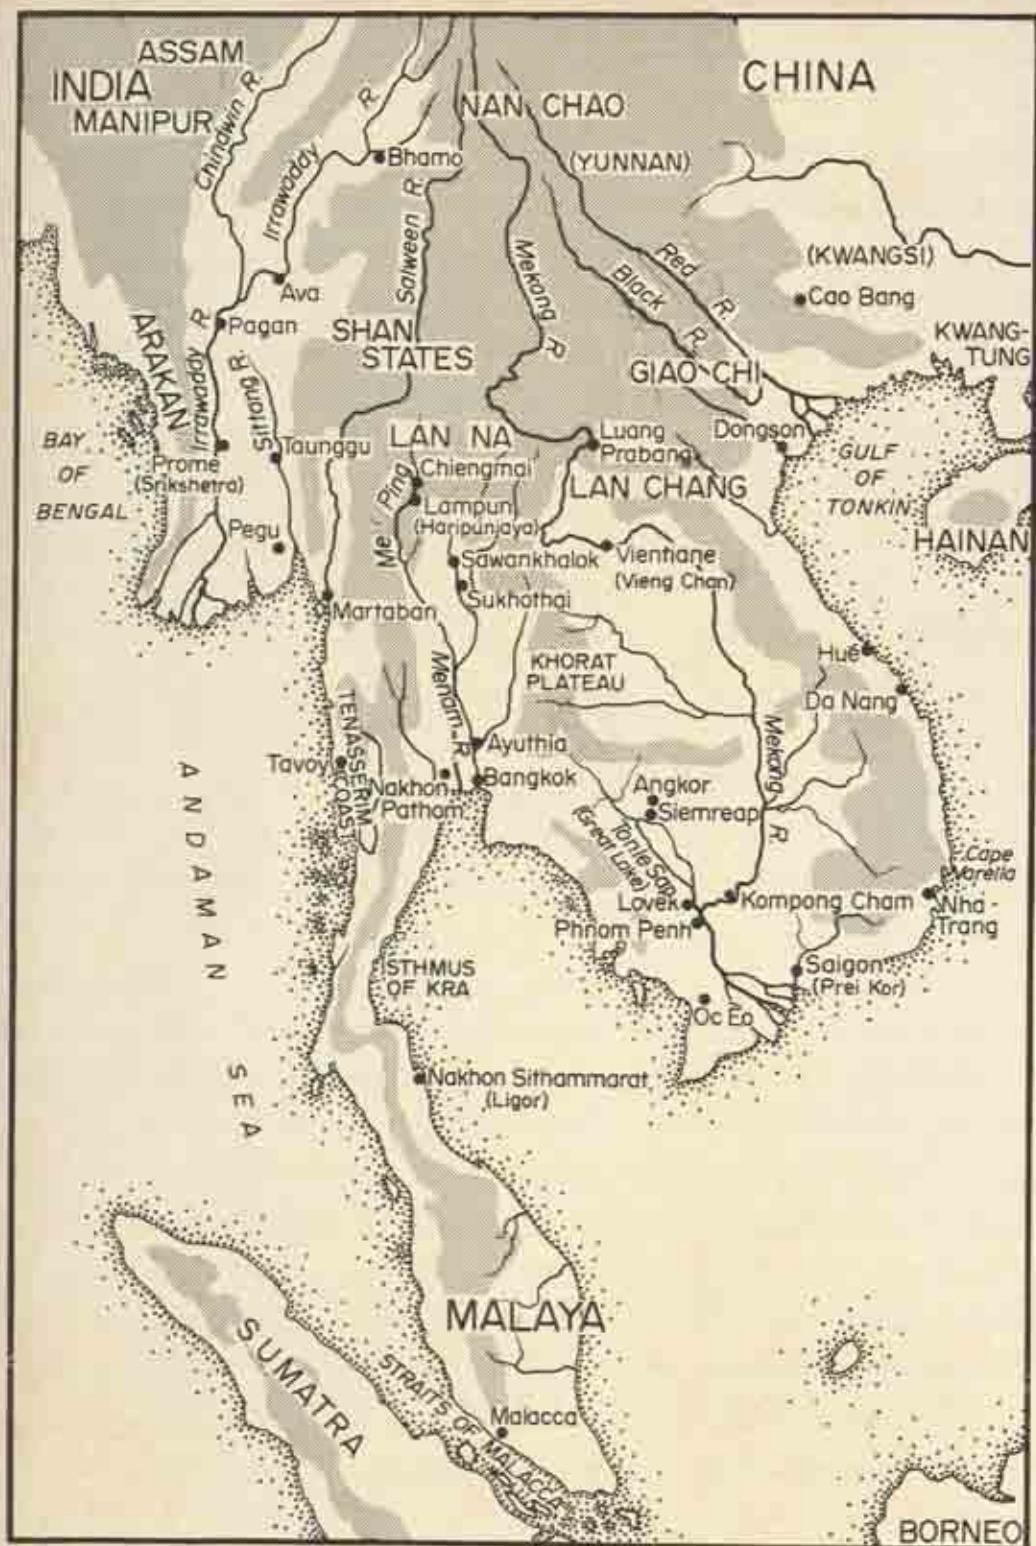 ASSAM
INDIA
MANIPUR
CHINA
Chindwin R.
Irrawaddy R.
NAN CHAO
Bhamo
(YUNNAN)
Salween R.
Mekong R
Red R.
Black R.
(KWANGSI)
Cao Bang
Ava
Pagan
ARAKAN
Irrawaddy R
Sittang R
SHAN
STATES
KWANG-
TUNG
GIAO CHI
BAY
OF
BENGAL
Prome
(Srikshetra)
Taunggu
LAN NA
Chiengmai
Lampun
(Haripunjaya)
Me Ping
Luang
Prabang
LAN CHANG
Dongson
GULF
OF
TONKIN
HAINAN
Pegu
Sawankhalok
Sukhothai
Vientiane
(Vieng Chan)
Martaban
Hué
Da Nang
Menam R
KHORAT
PLATEAU
TENASSERIM
COAST
Tavoy
Ayuthia
Bangkok
Nakhon
Pathom
Mekong R
Angkor
Siemreap
Tonle Sap
(Great Lake)
Cape
Varella
Lovek
Kompong Cham
Phnom Penh
Nha
Trang
ANDAMAN SEA
STHMUS
OF KRA
Saigon
(Prei Kor)
Oc Eo
Nakhon Sithammarat
(Ligor)
MALAYA
SUMATRA
STRAITS OF MALACCA
Malacca
BORNEO